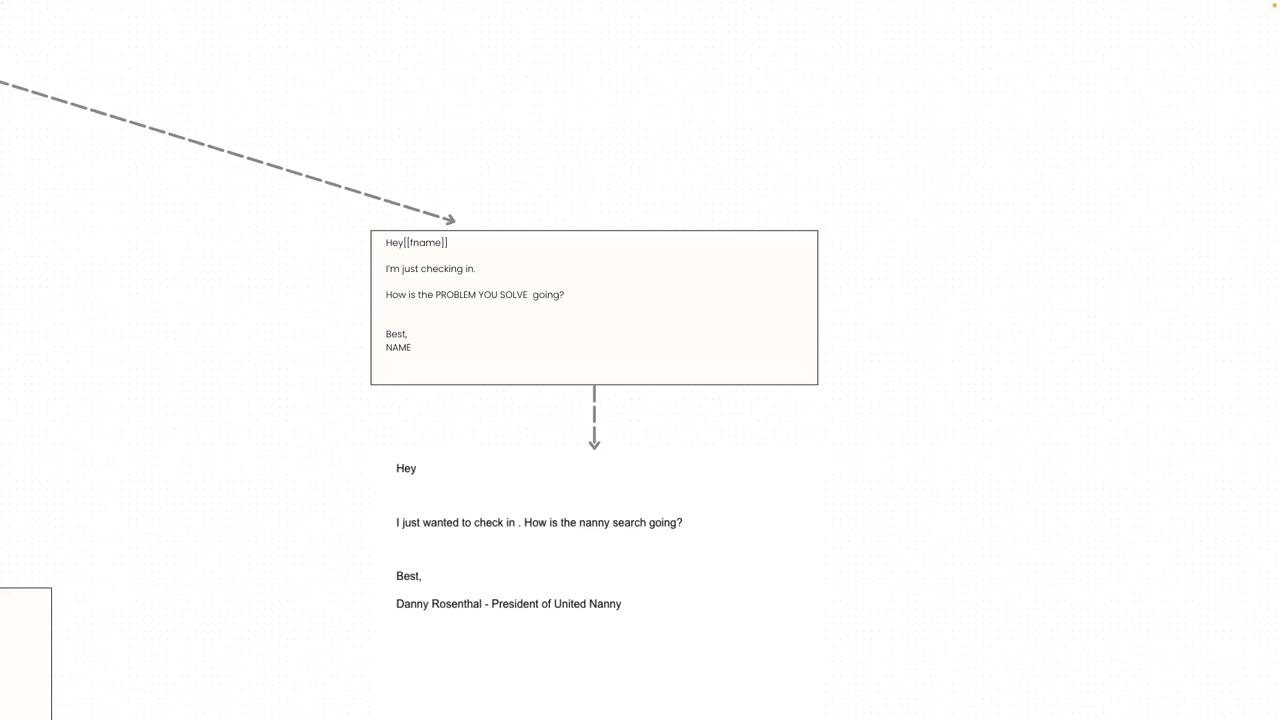 Hey[[fname]]
I'm just checking in.
How is the PROBLEM YOU SOLVE  going?
Best,
NAME
Hey
I just wanted to check in . How is the nanny search going?
Best,
Danny Rosenthal - President of United Nanny